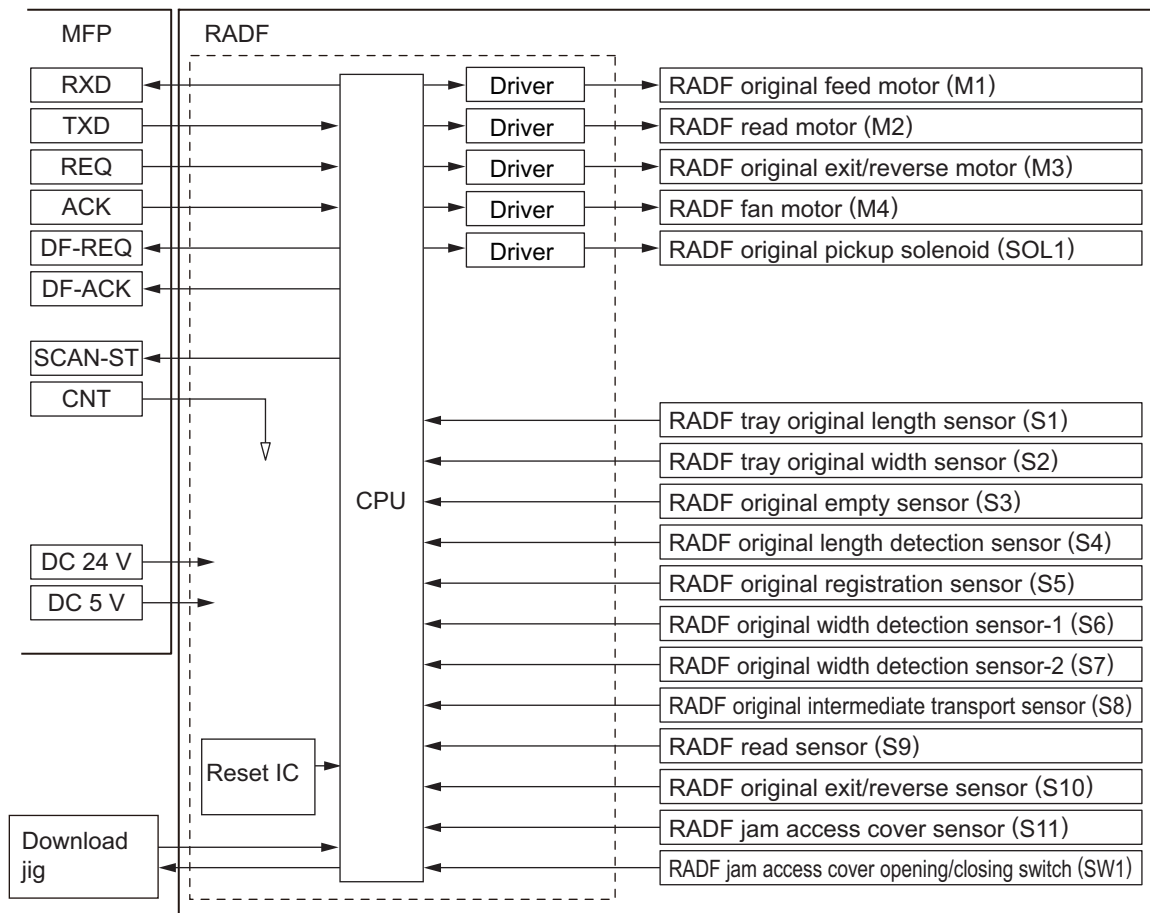 MFP
RADF
RXD
Driver
RADF original feed motor (M1)
TXD
Driver
RADF read motor (M2)
REQ
Driver
RADF original exit/reverse motor (M3)
ACK
Driver
RADF fan motor (M4)
DF-REQ
Driver
RADF original pickup solenoid (SOL1)
DF-ACK
SCAN-ST
CNT
RADF tray original length sensor (S1)
RADF tray original width sensor (S2)
CPU
RADF original empty sensor (S3)
RADF original length detection sensor (S4)
DC 24 V
RADF original registration sensor (S5)
DC 5 V
RADF original width detection sensor-1 (S6)
RADF original width detection sensor-2 (S7)
RADF original intermediate transport sensor (S8)
RADF read sensor (S9)
Reset IC
RADF original exit/reverse sensor (S10)
RADF jam access cover sensor (S11)
Download
jig
RADF jam access cover opening/closing switch (SW1)